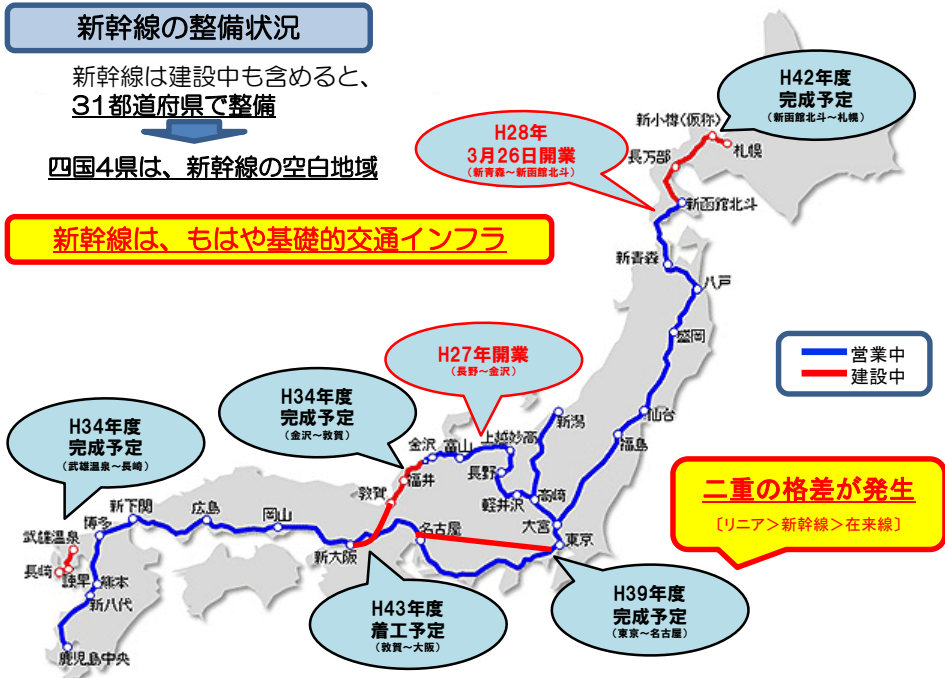 新幹線の整備状況
新幹線は建設中も含めると、
31都道府県で整備
四国4県は、新幹線の空白地域
新幹線は、もはや基礎的交通インフラ
H42年度
完成予定
(新函館北斗~札幌)
H28年
3月26日開業
(新青森~新函館北斗)
新小樽(仮称)
札幌
長万部
新函館北斗
新青森
八戸
盛岡
営業中
建設中
H27年開業
(長野~金沢)
H34年度
完成予定
(金沢~敦賀)
H34年度
完成予定
(武雄温泉~長崎)
仙台
新潟
福島
金沢
富山
上越妙高
長野
福井
敦賀
軽井沢
高崎
大宮
東京
名古屋
新大阪
岡山
広島
新下関
博多
武雄温泉
長崎
諫早
熊本
新八代
鹿児島中央
二重の格差が発生
〔リニア>新幹線>在来線〕
H43年度
着工予定
(敦賀~大阪)
H39年度
完成予定
(東京~名古屋)